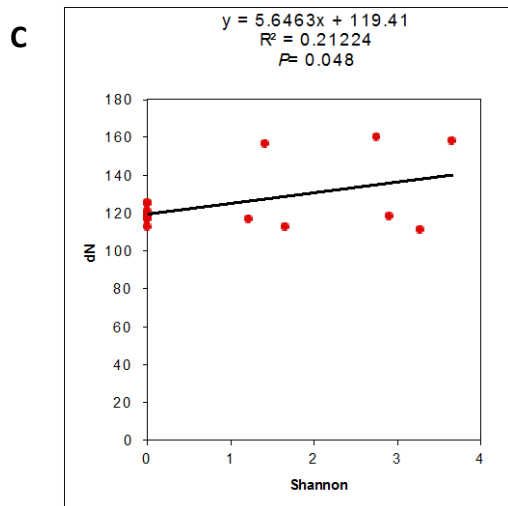 C
y = 5.6463x + 119.41
R² = 0.21224
P= 0.048
180
160
140
120
100
80
60
40
20
0
dN
0 1 2 3 4
Shannon